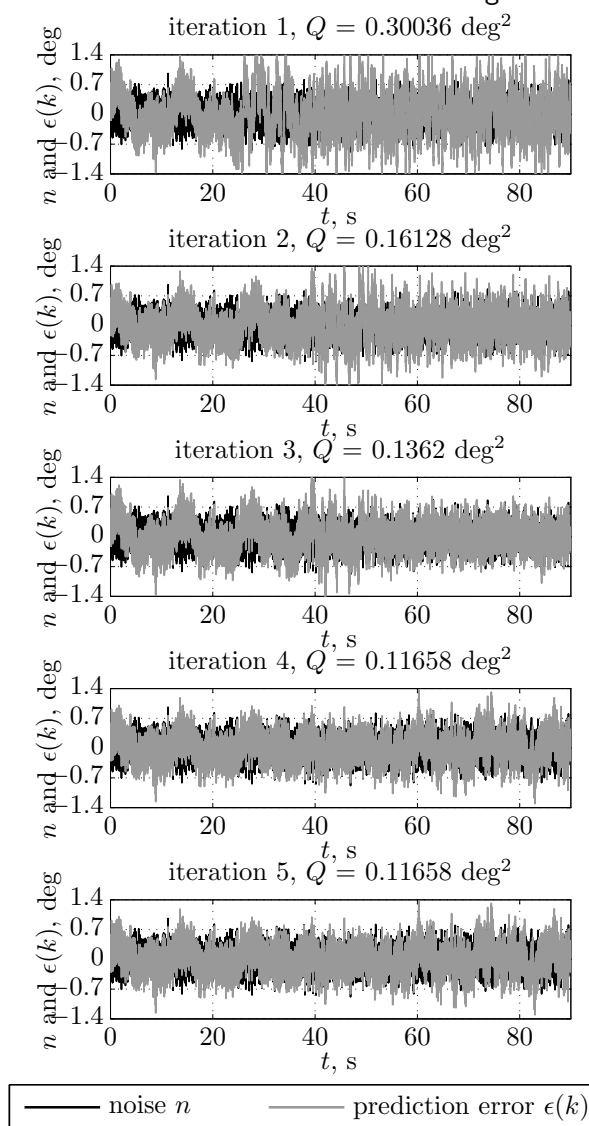 iteration 1, Q = 0.30036 deg²
n and ϵ(k), deg
1.4
0.7
0
−0.7
−1.4
0 20 40 60 80
t, s
iteration 2, Q = 0.16128 deg²
n and ϵ(k), deg
1.4
0.7
0
−0.7
−1.4
0 20 40 60 80
t, s
iteration 3, Q = 0.1362 deg²
n and ϵ(k), deg
1.4
0.7
0
−0.7
−1.4
0 20 40 60 80
t, s
iteration 4, Q = 0.11658 deg²
n and ϵ(k), deg
1.4
0.7
0
−0.7
−1.4
0 20 40 60 80
t, s
iteration 5, Q = 0.11658 deg²
n and ϵ(k), deg
1.4
0.7
0
−0.7
−1.4
0 20 40 60 80
t, s
noise n prediction error ϵ(k)